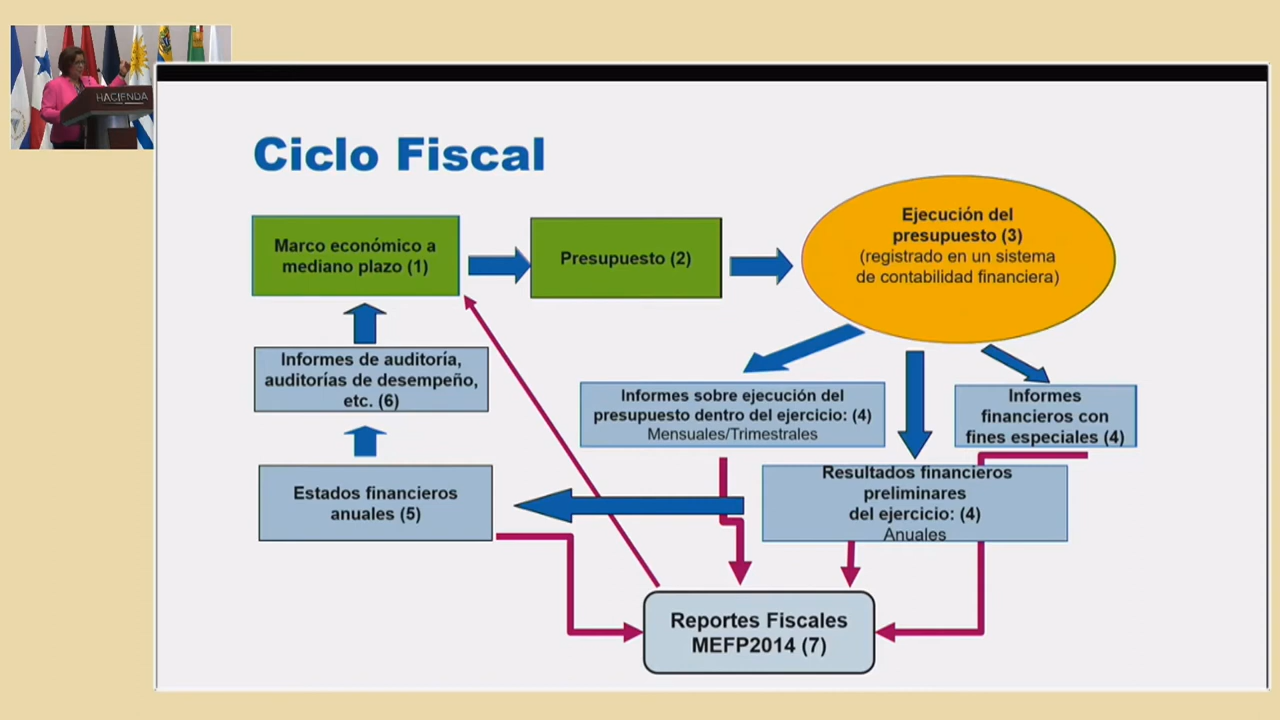 HACIENDA
Ciclo Fiscal
Marco económico a
mediano plazo (1)
Presupuesto (2)
Ejecución del
presupuesto (3)
(registrado en un sistema
de contabilidad financiera)
Informes de auditoría,
auditorías de desempeño,
etc. (6)
Informes sobre ejecución del
presupuesto dentro del ejercicio: (4)
Mensuales/Trimestrales
Informes
financieros con
fines especiales (4)
Estados financieros
anuales (5)
Resultados financieros
preliminares
del ejercicio: (4)
Anuales
Reportes Fiscales
MEFP2014 (7)